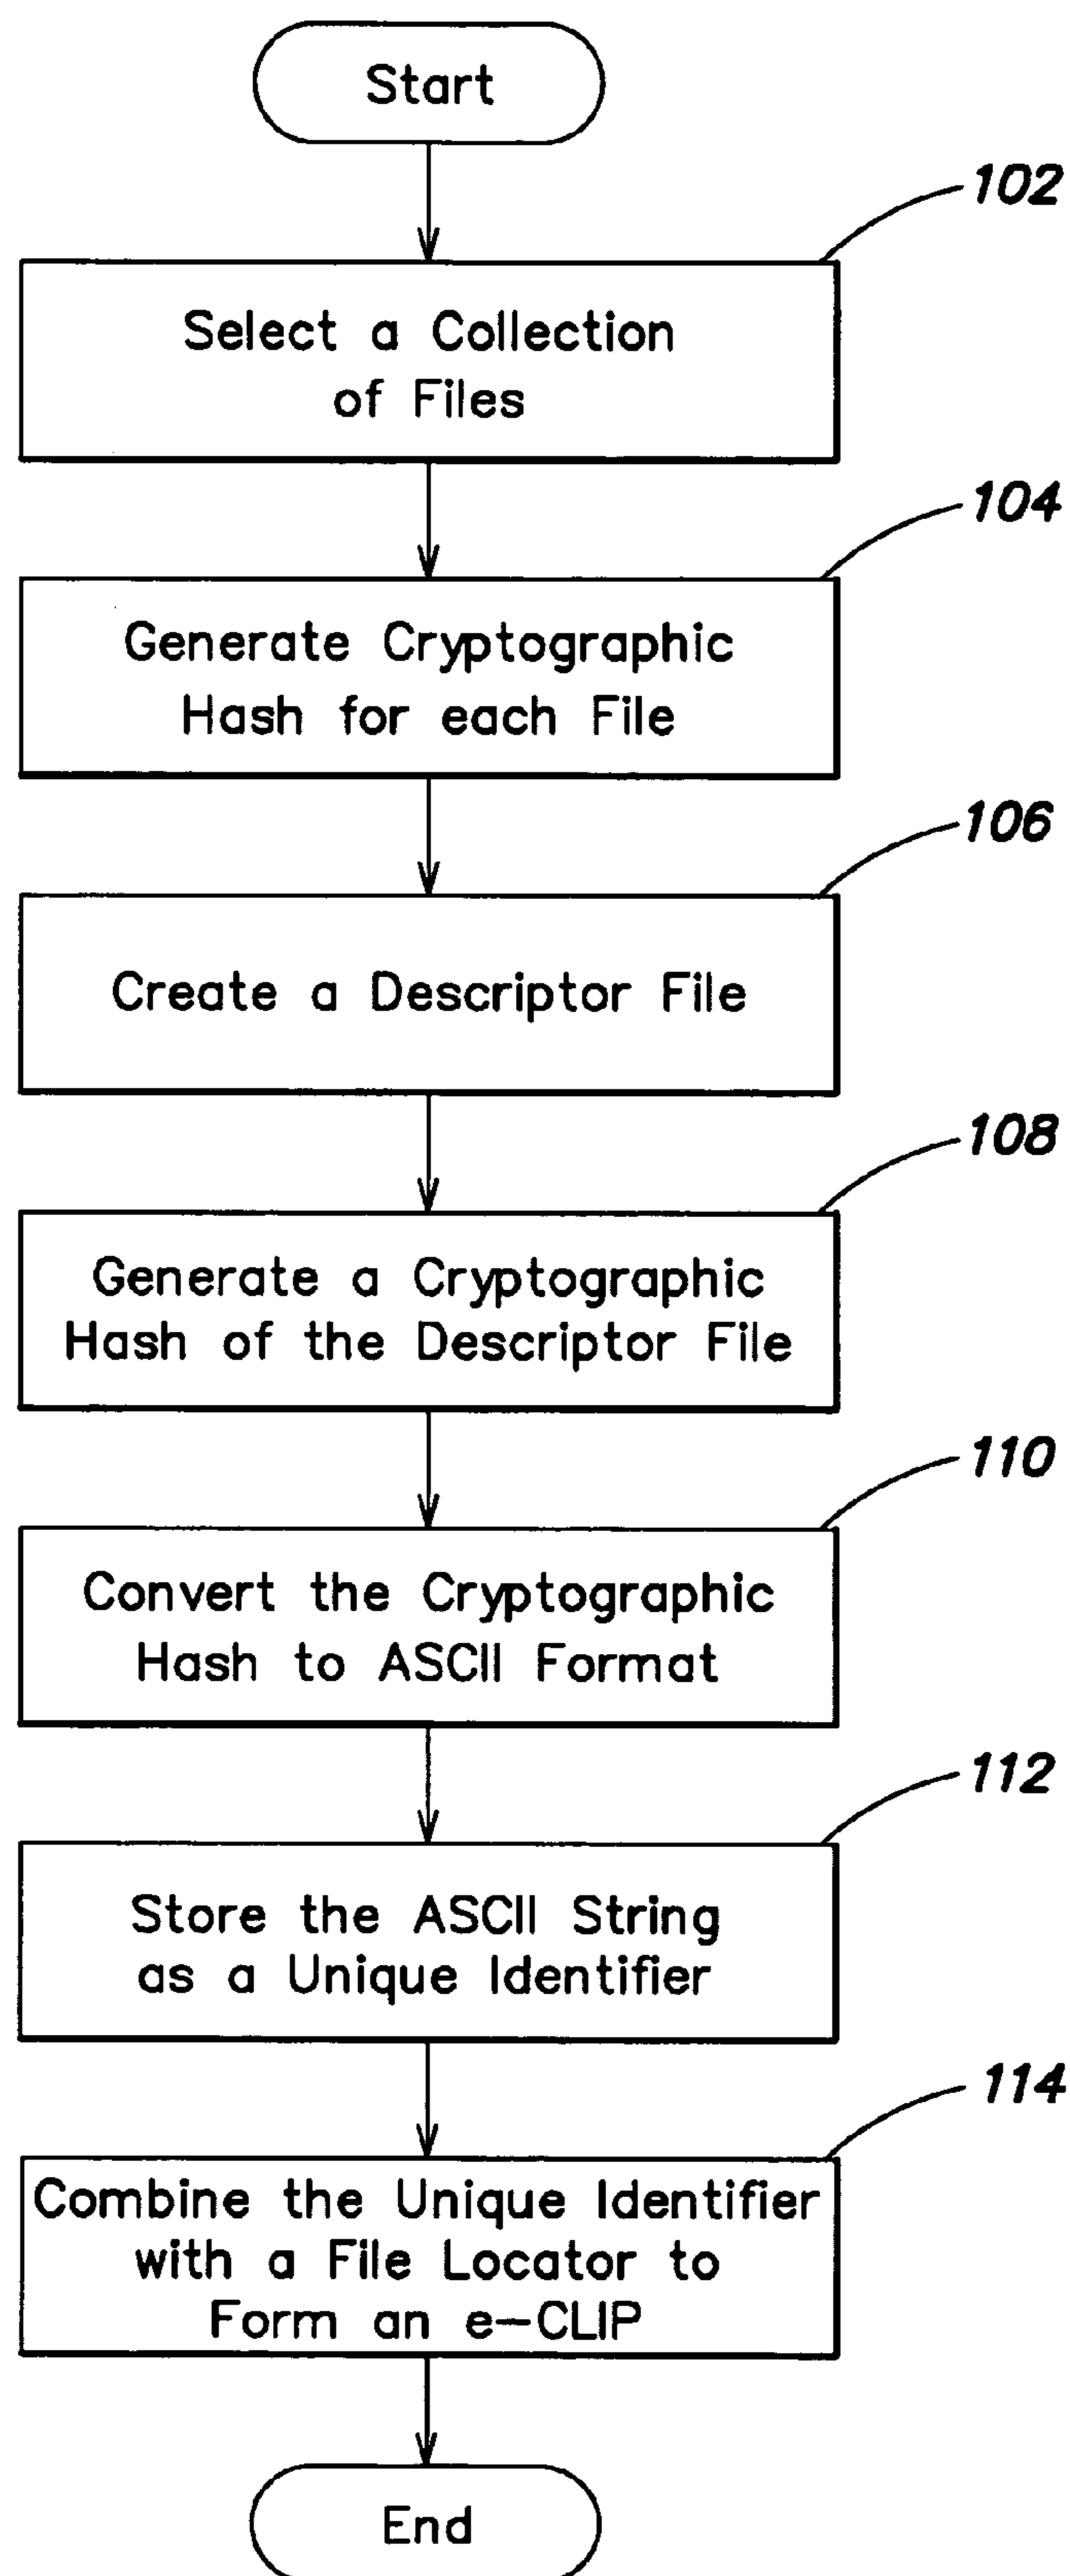 Start
102
Select a Collection
of Files
104
Generate Cryptographic
Hash for each File
106
Create a Descriptor File
108
Generate a Cryptographic
Hash of the Descriptor File
110
Convert the Cryptographic
Hash to ASCII Format
112
Store the ASCII String
as a Unique Identifier
114
Combine the Unique Identifier
with a File Locator to
Form an e-CLIP
End